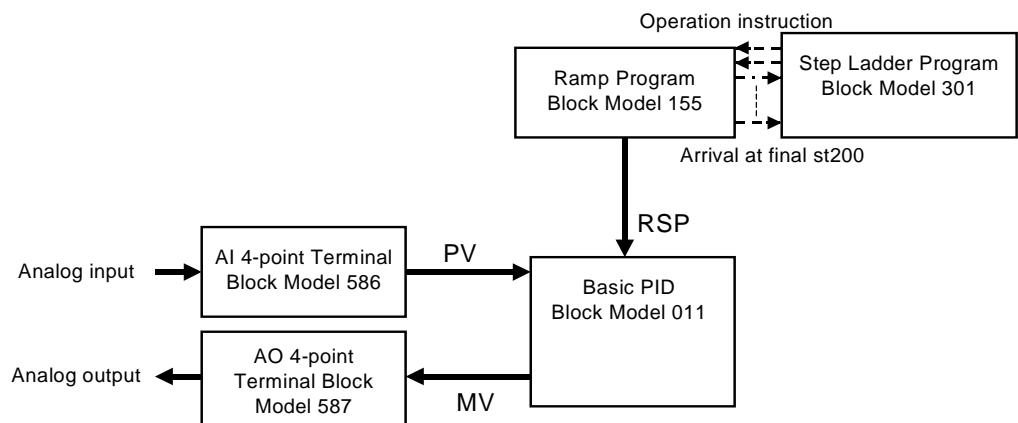 Operation instruction
Ramp Program
Block Model 155
Step Ladder Program
Block Model 301
Arrival at final st200
RSP
Analog input
AI 4-point Terminal
Block Model 586
PV
Basic PID
Block Model 011
Analog output
AO 4-point
Terminal Block
Model 587
MV